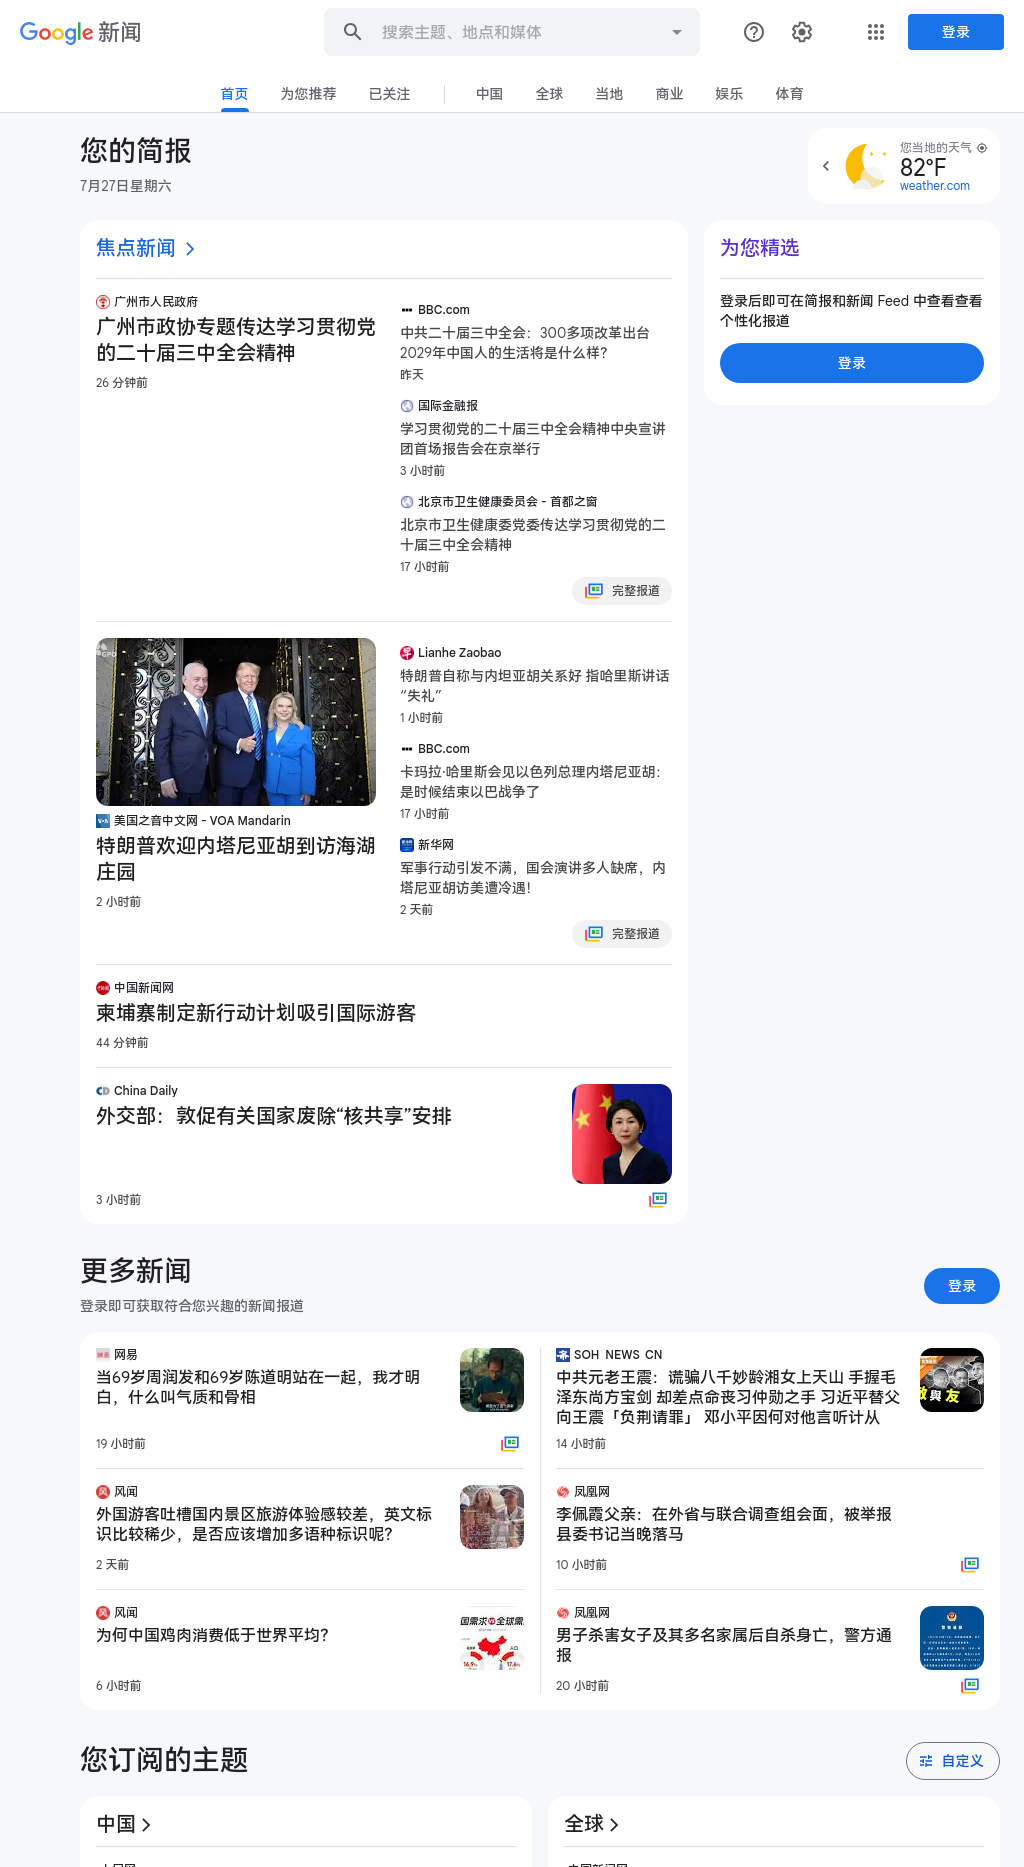 Google 新闻
搜索主题、地点和媒体
登录
首页
为您推荐
已关注
中国
全球
当地
商业
娱乐
体育
您的简报
7月27日星期六
您当地的天气
82°F
weather.com
焦点新闻
广州市人民政府
广州市政协专题传达学习贯彻党
的二十届三中全会精神
26 分钟前
BBC.com
中共二十届三中全会：300多项改革出台
2029年中国人的生活将是什么样？
昨天
国际金融报
学习贯彻党的二十届三中全会精神中央宣讲
团首场报告会在京举行
3 小时前
北京市卫生健康委员会 - 首都之窗
北京市卫生健康委党委传达学习贯彻党的二
十届三中全会精神
17 小时前
完整报道
为您精选
登录后即可在简报和新闻 Feed 中查看查看
个性化报道
登录
GPO
美国之音中文网 - VOA Mandarin
特朗普欢迎内塔尼亚胡到访海湖
庄园
2 小时前
Lianhe Zaobao
特朗普自称与内坦亚胡关系好 指哈里斯讲话
“失礼”
1 小时前
BBC.com
卡玛拉·哈里斯会见以色列总理内塔尼亚胡：
是时候结束以巴战争了
17 小时前
新华网
军事行动引发不满，国会演讲多人缺席，内
塔尼亚胡访美遭冷遇！
2 天前
完整报道
中国新闻网
柬埔寨制定新行动计划吸引国际游客
44 分钟前
China Daily
外交部：敦促有关国家废除“核共享”安排
3 小时前
更多新闻
登录即可获取符合您兴趣的新闻报道
登录
网易
当69岁周润发和69岁陈道明站在一起，我才明
白，什么叫气质和骨相
19 小时前
SOH_NEWS_CN
中共元老王震：谎骗八千妙龄湘女上天山 手握毛
泽东尚方宝剑 却差点命丧习仲勋之手 习近平替父
向王震「负荆请罪」 邓小平因何对他言听计从
與友
14 小时前
风闻
外国游客吐槽国内景区旅游体验感较差，英文标
识比较稀少，是否应该增加多语种标识呢？
2 天前
凤凰网
李佩霞父亲：在外省与联合调查组会面，被举报
县委书记当晚落马
10 小时前
风闻
为何中国鸡肉消费低于世界平均？
国需求 全球需
16.9% 17.6%
6 小时前
凤凰网
男子杀害女子及其多名家属后自杀身亡，警方通
报
20 小时前
您订阅的主题
自定义
中国
全球